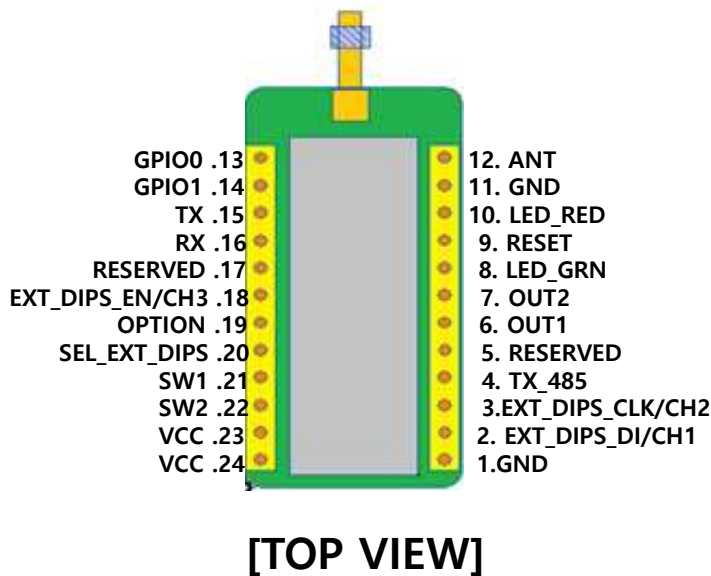 GPIO0 .13
GPIO1 .14
TX .15
RX .16
RESERVED .17
EXT_DIPS_EN/CH3 .18
OPTION .19
SEL_EXT_DIPS .20
SW1 .21
SW2 .22
VCC .23
VCC .24
12. ANT
11. GND
10. LED_RED
9. RESET
8. LED_GRN
7. OUT2
6. OUT1
5. RESERVED
4. TX_485
3.EXT_DIPS_CLK/CH2
2. EXT_DIPS_DI/CH1
1.GND
[TOP VIEW]